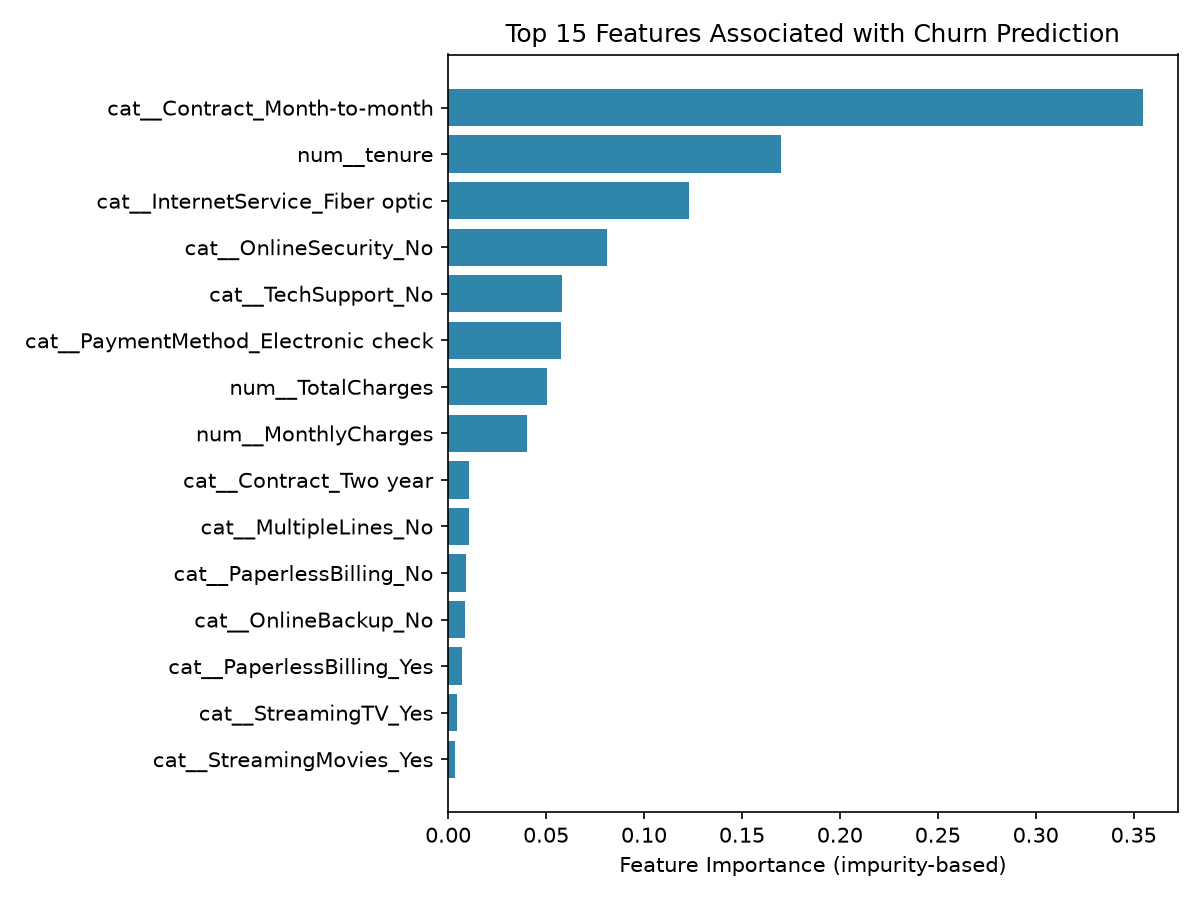 Top 15 Features Associated with Churn Prediction
cat__Contract_Month-to-month
num__tenure
cat__InternetService_Fiber optic
cat__OnlineSecurity_No
cat__TechSupport_No
cat__PaymentMethod_Electronic check
num__TotalCharges
num__MonthlyCharges
cat__Contract_Two year
cat__MultipleLines_No
cat__PaperlessBilling_No
cat__OnlineBackup_No
cat__PaperlessBilling_Yes
cat__StreamingTV_Yes
cat__StreamingMovies_Yes
0.00 0.05 0.10 0.15 0.20 0.25 0.30 0.35
Feature Importance (impurity-based)